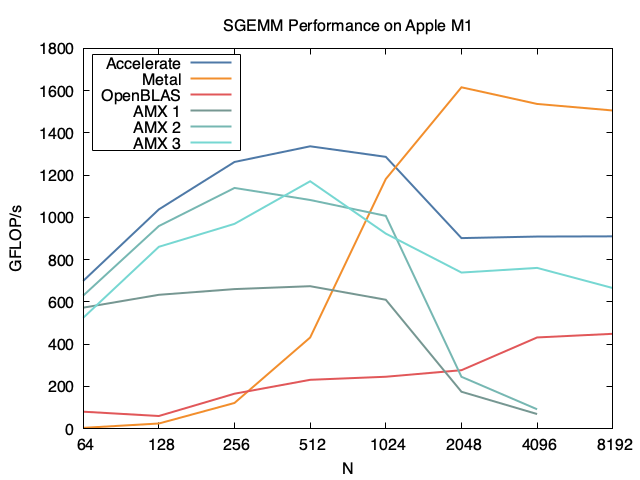 SGEMM Performance on Apple M1
1800
1600
1400
1200
1000
800
600
400
200
0
GFLOP/s
Accelerate
Metal
OpenBLAS
AMX 1
AMX 2
AMX 3
64 128 256 512 1024 2048 4096 8192
N